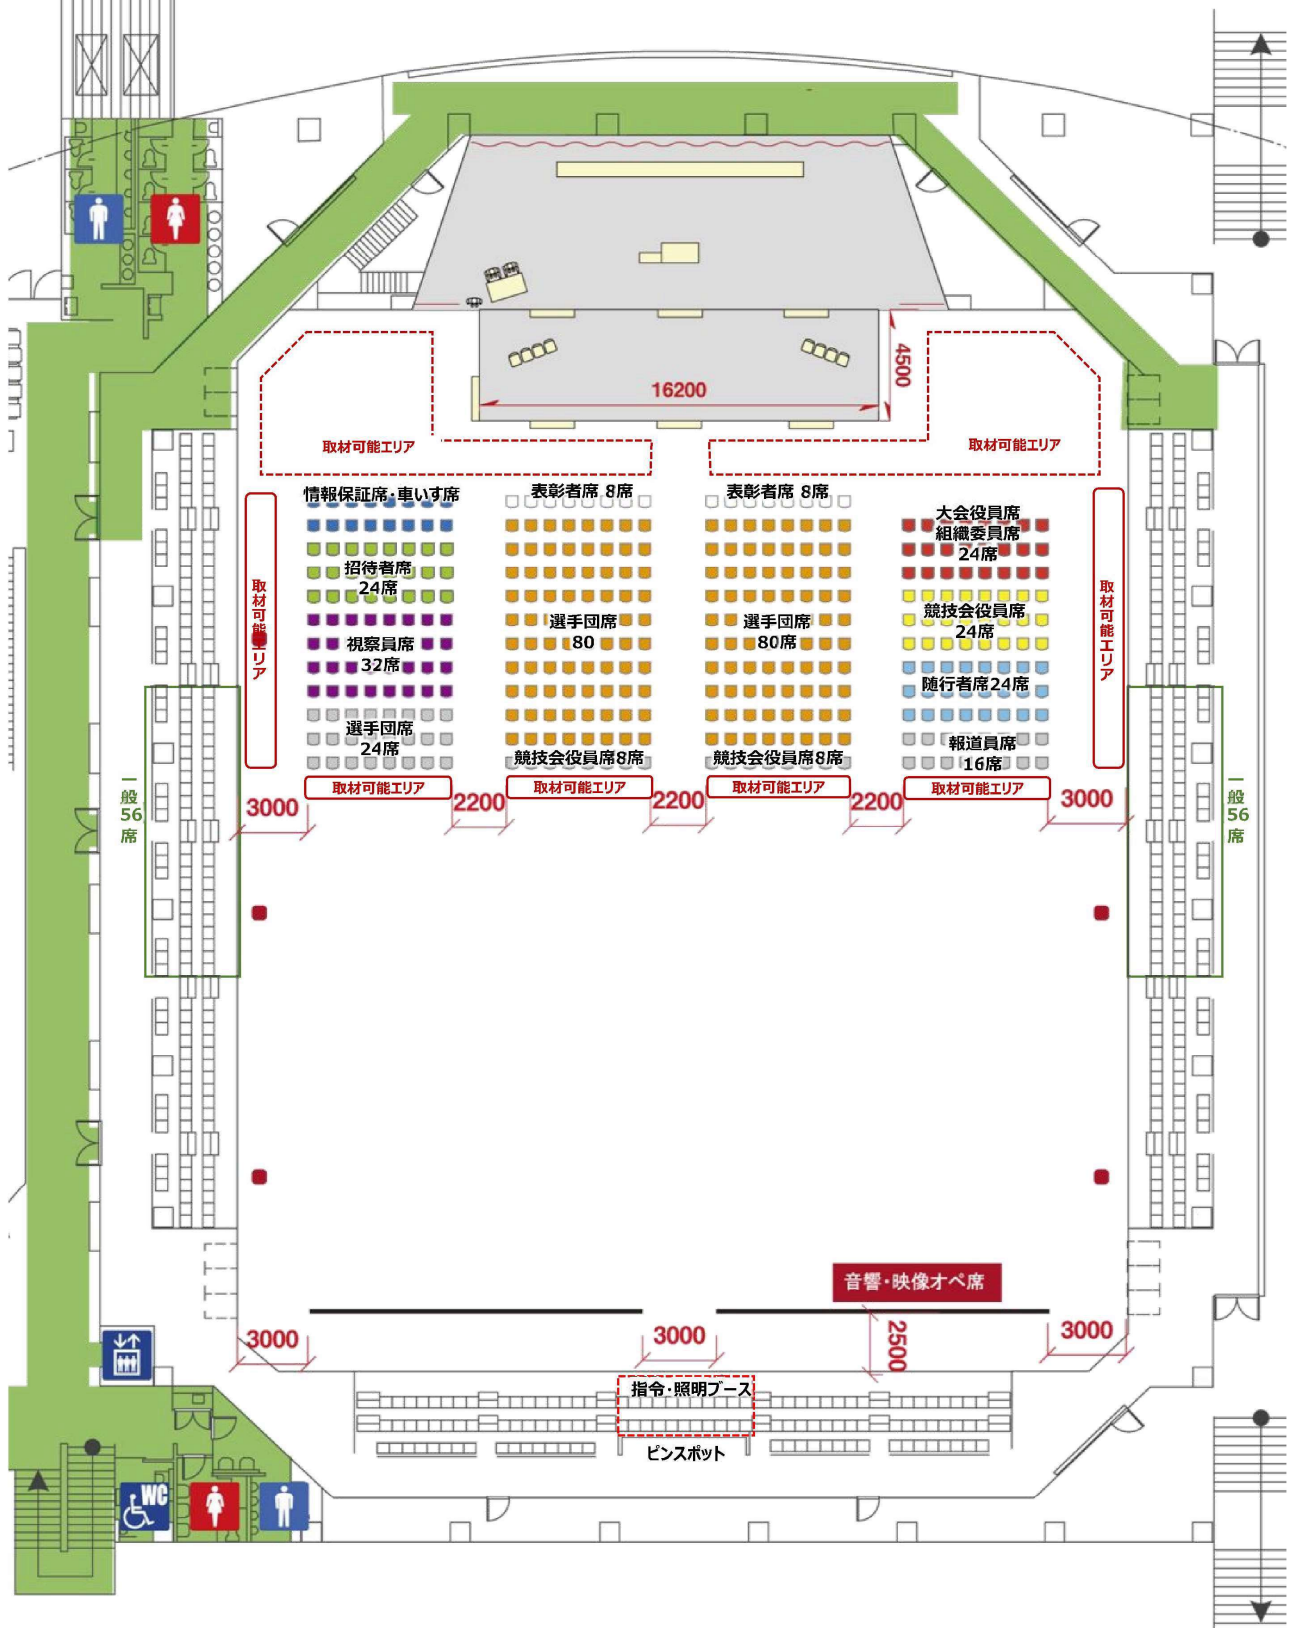 4500
16200
取材可能エリア
取材可能エリア
情報保証席・車いす席
表彰者席 8席
表彰者席 8席
大会役員席
組織委員席
24席
招待者席
24席
取材可能エリア
取材可能エリア
選手団席
80
選手団席
80席
競技会役員席
24席
視察員席
32席
随行者席24席
選手団席
24席
競技会役員席8席
競技会役員席8席
報道員席
16席
取材可能エリア
取材可能エリア
取材可能エリア
取材可能エリア
一般56席
一般56席
3000
2200
2200
2200
3000
音響・映像オペ席
3000
3000
2500
3000
指令・照明ブース
ピンスポット
WC